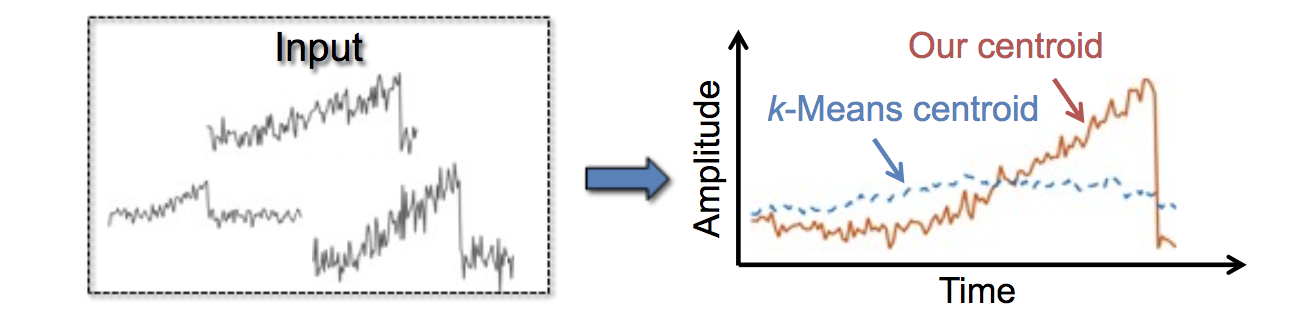 Input
Our centroid
k-Means centroid
Amplitude
Time